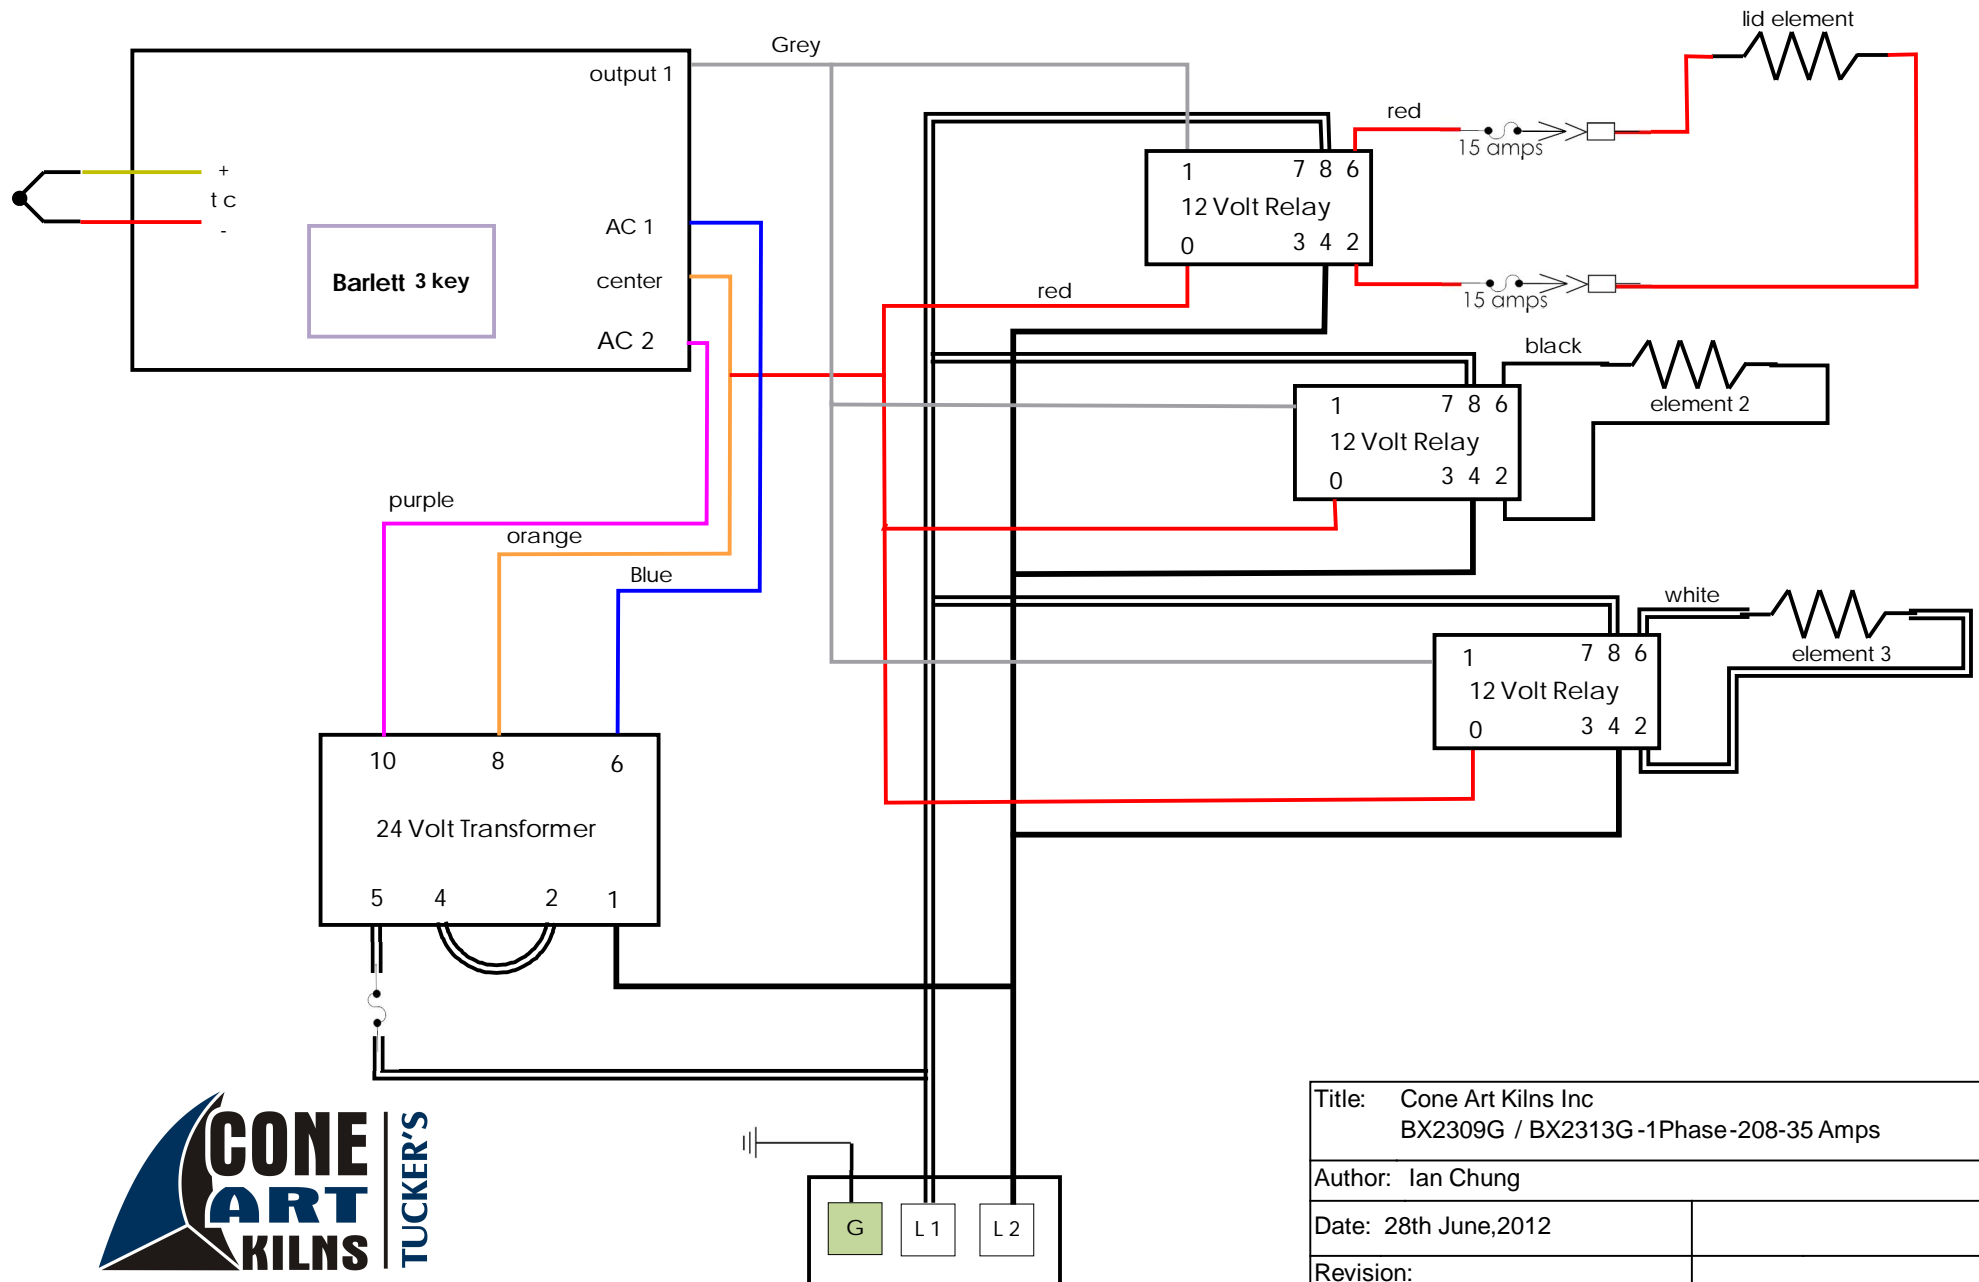 lid element
Grey
output 1
red
15 amps
+
t c
-
1 7 8 6
12 Volt Relay
0 3 4 2
AC 1
center
Barlett 3 key
AC 2
red
15 amps
black
element 2
1 7 8 6
12 Volt Relay
0 3 4 2
purple
orange
Blue
white
element 3
1 7 8 6
12 Volt Relay
0 3 4 2
10 8 6
24 Volt Transformer
5 4 2 1
CONE
ART
KILNS
TUCKER'S
G L 1 L 2
Title: Cone Art Kilns Inc
BX2309G / BX2313G-1Phase-208-35 Amps
Author: Ian Chung
Date: 28th June,2012
Revision: